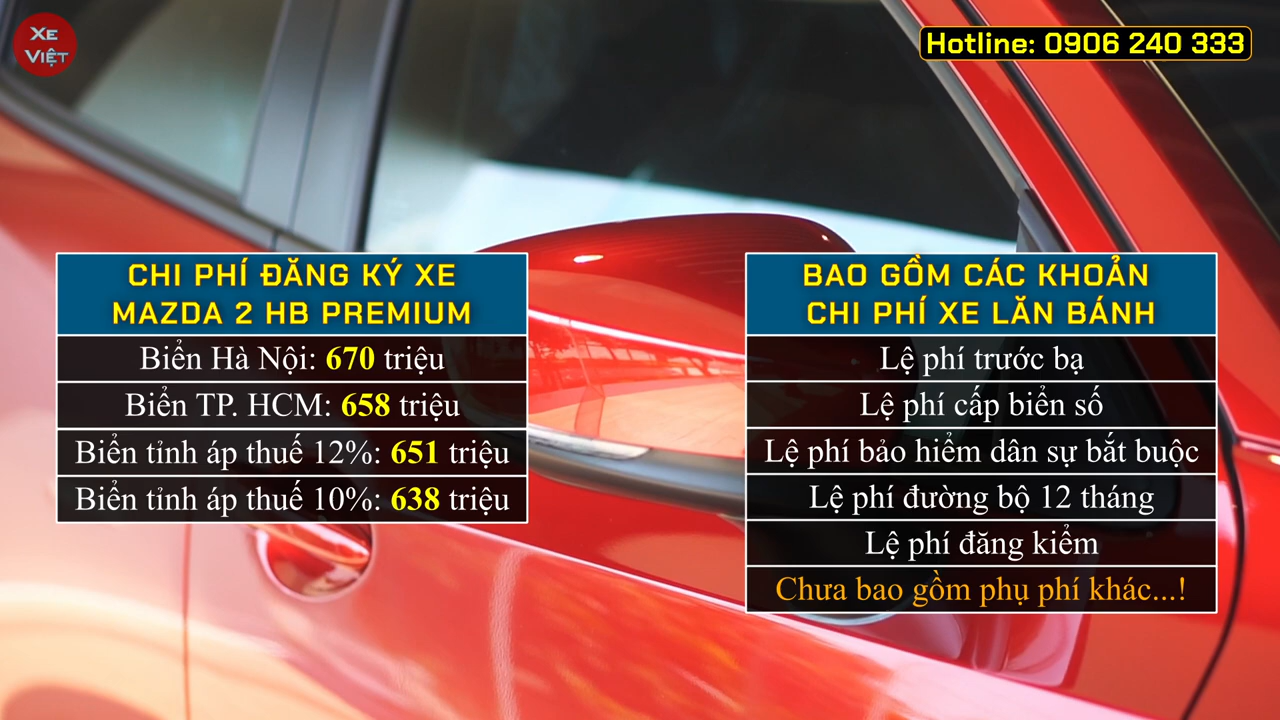 XE
VIỆT
Hotline: 0906 240 333
CHI PHÍ ĐĂNG KÝ XE
MAZDA 2 HB PREMIUM
Biển Hà Nội: 670 triệu
Biển TP. HCM: 658 triệu
Biển tỉnh áp thuế 12%: 651 triệu
Biển tỉnh áp thuế 10%: 638 triệu
BAO GỒM CÁC KHOẢN
CHI PHÍ XE LĂN BÁNH
Lệ phí trước bạ
Lệ phí cấp biển số
Lệ phí bảo hiểm dân sự bắt buộc
Lệ phí đường bộ 12 tháng
Lệ phí đăng kiểm
Chưa bao gồm phụ phí khác...!